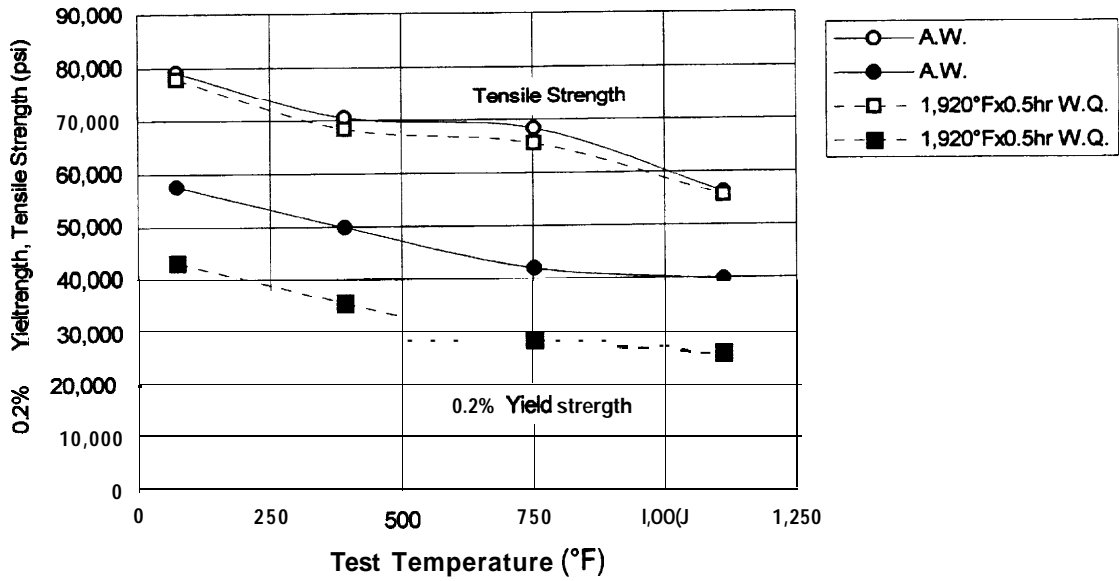 90,000
80,000
70,000
60,000
50,000
40,000
30,000
20,000
10,000
0
0.2% Yieltrength, Tensile Strength (psi)
Tensile Strength
0.2% Yield strergth
0 250 500 750 1,00(J 1,250
Test Temperature (°F)
A.W.
A.W.
1,920°Fx0.5hr W.Q.
1,920°Fx0.5hr W.Q.